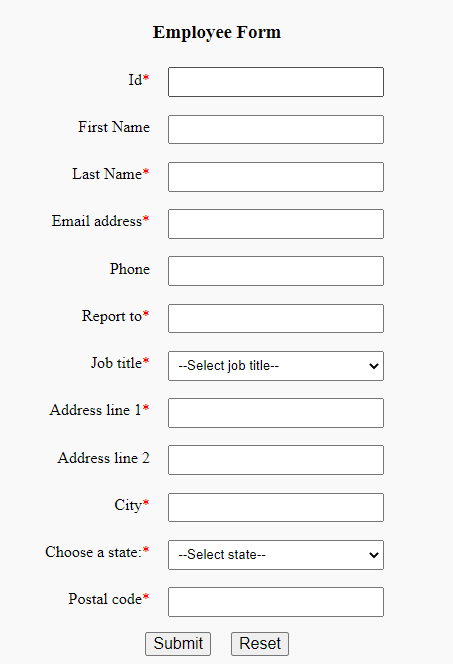 Employee Form
Id*
First Name
Last Name*
Email address*
Phone
Report to*
Job title* --Select job title--
Address line 1*
Address line 2
City*
Choose a state:* --Select state--
Postal code*
Submit Reset